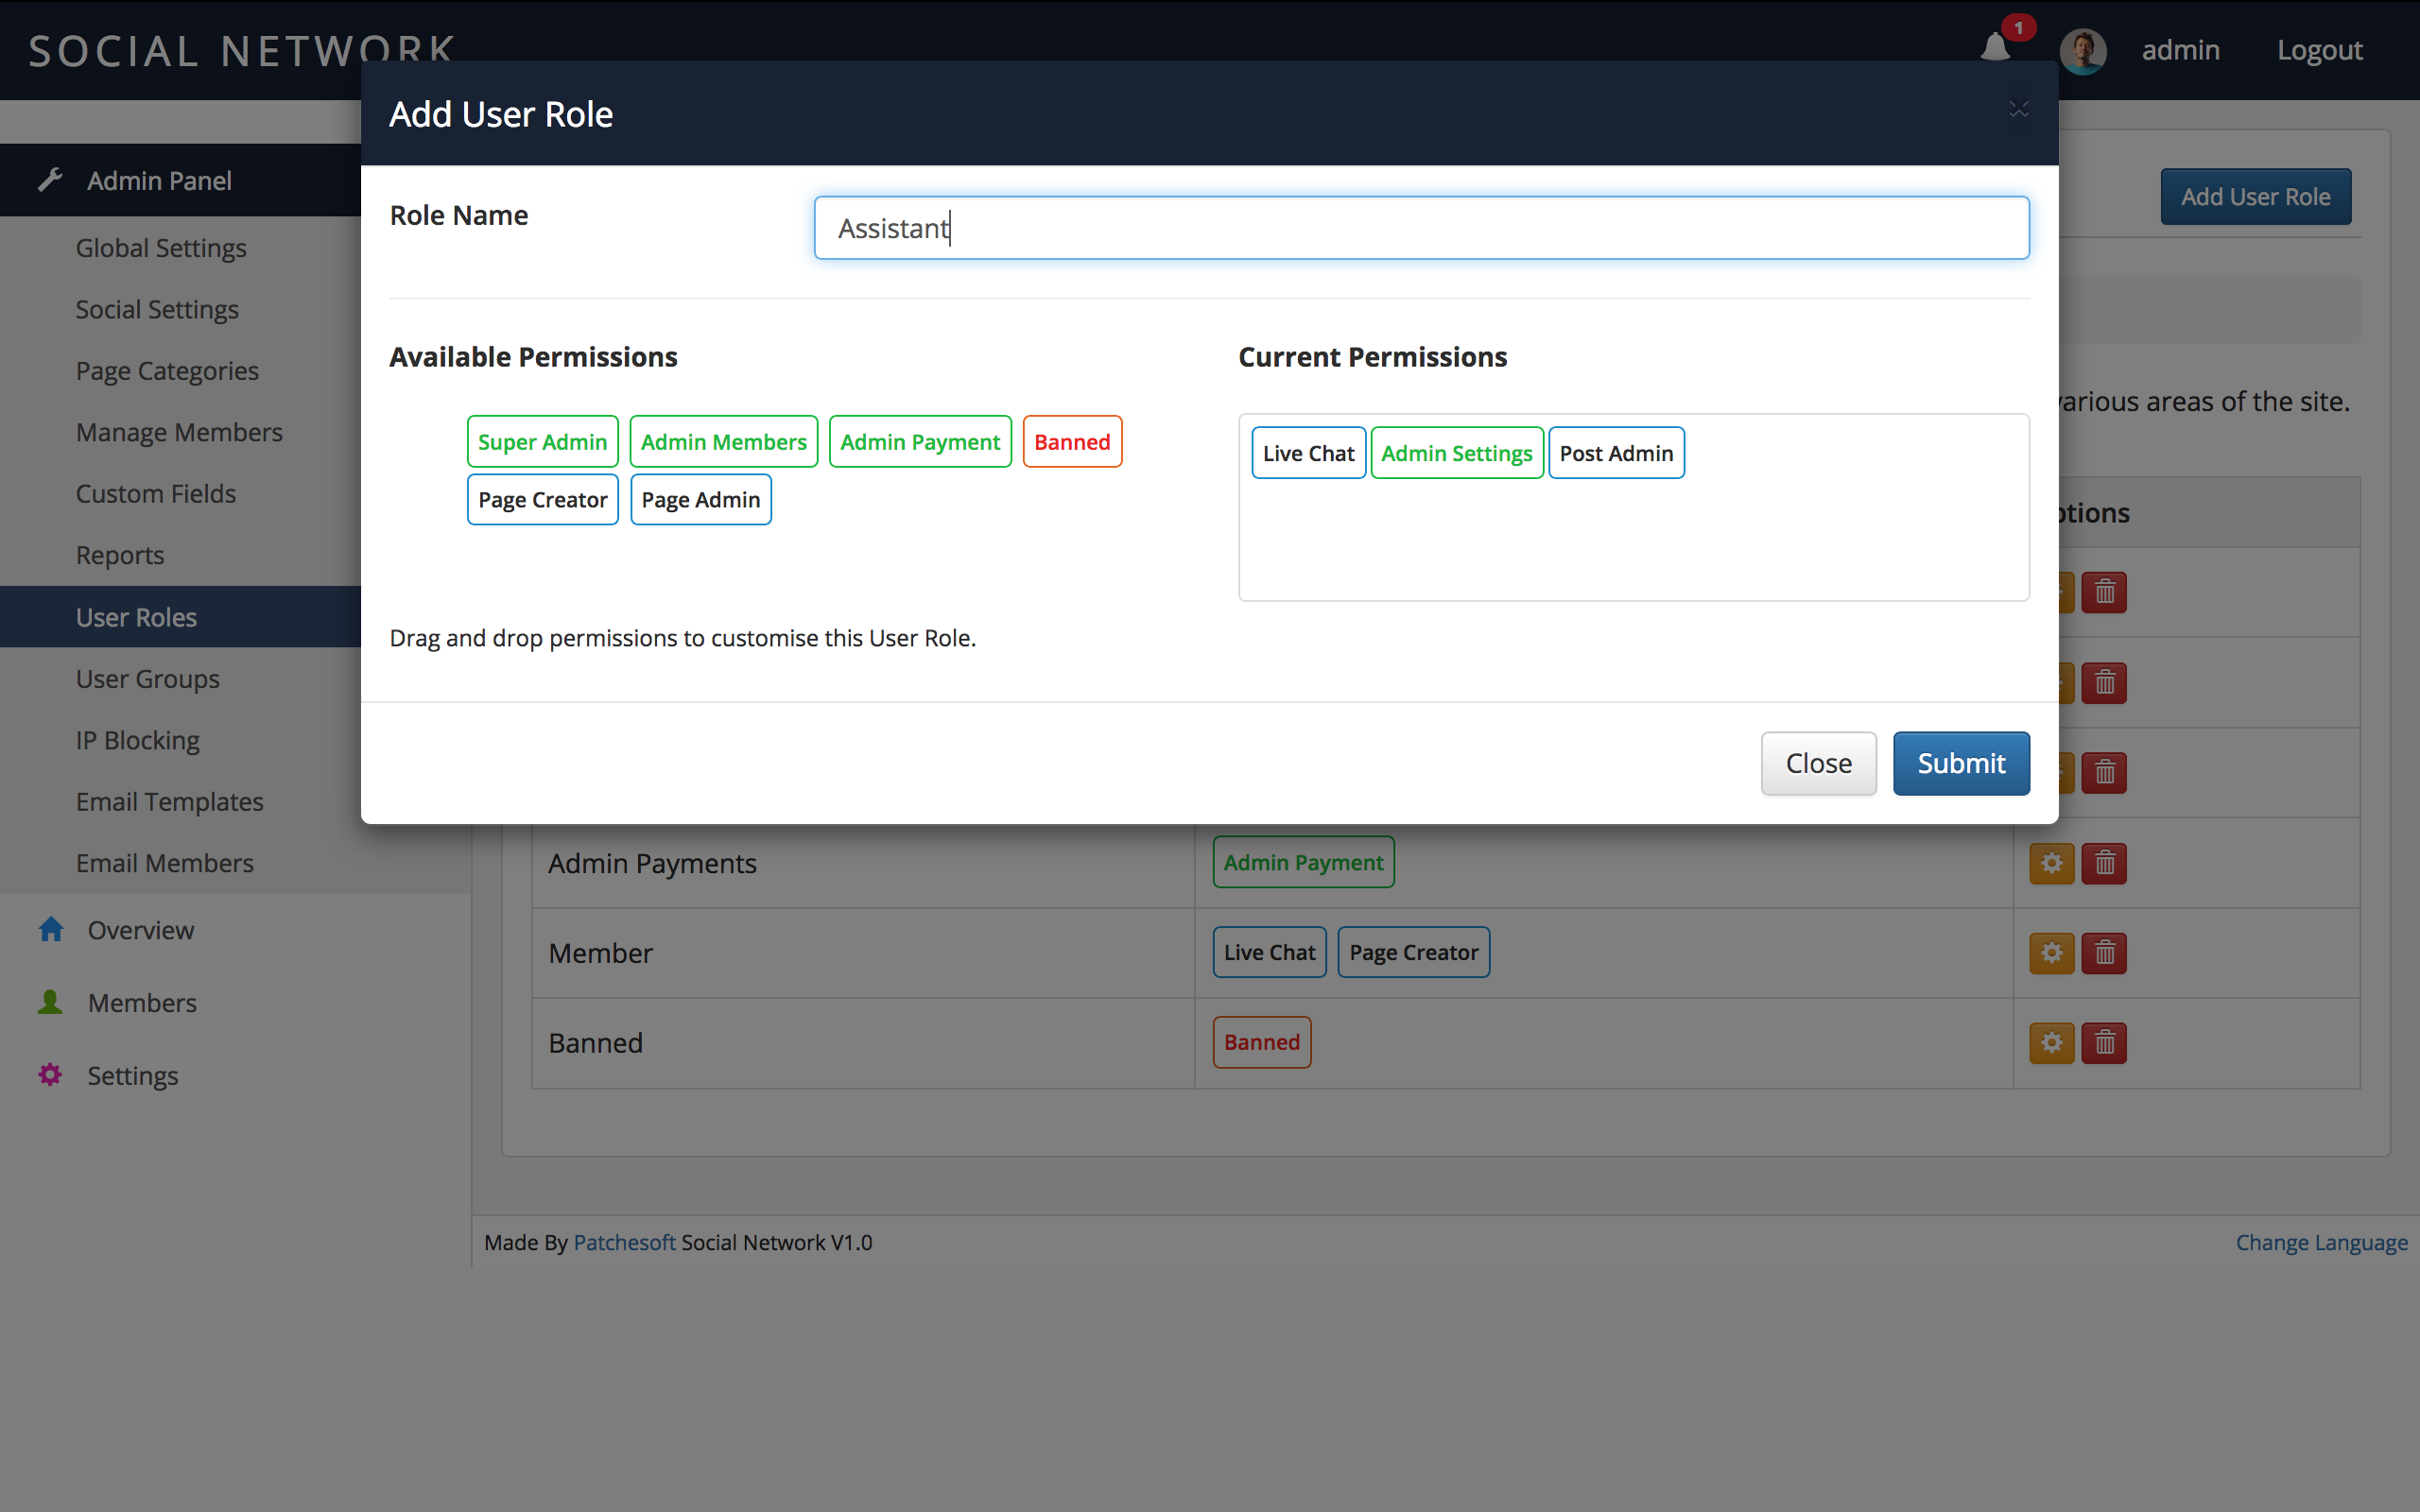 SOCIAL NETWORK
1
admin
Logout
Add User Role
Admin Panel
Add User Role
Role Name
Assistant
Global Settings
Social Settings
Page Categories
Manage Members
Custom Fields
Reports
User Roles
User Groups
IP Blocking
Email Templates
Email Members
Overview
Members
Settings
Available Permissions
Current Permissions
various areas of the site.
Super Admin Admin Members Admin Payment Banned
Page Creator Page Admin
Live Chat Admin Settings Post Admin
Drag and drop permissions to customise this User Role.
Close Submit
Admin Payments Admin Payment
Member Live Chat Page Creator
Banned Banned
Made By Patchesoft Social Network V1.0
Change Language